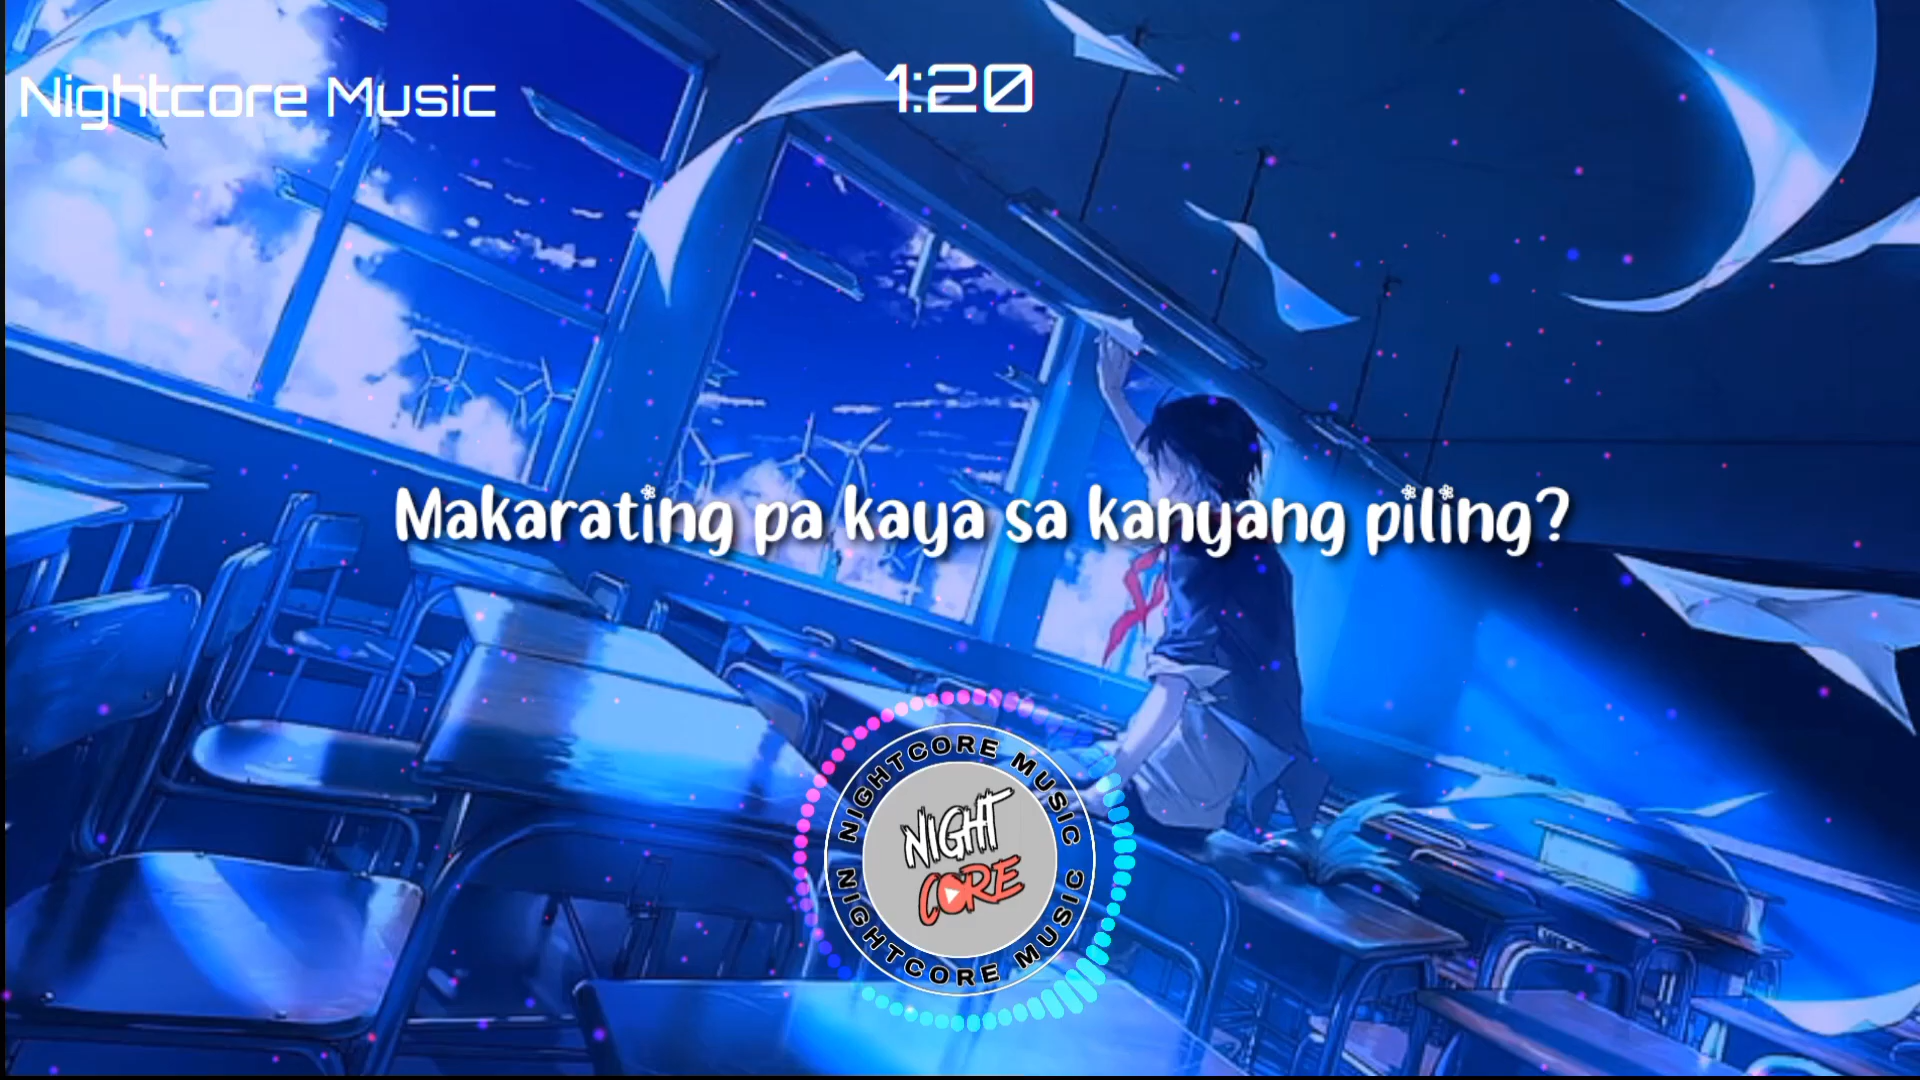 Nightcore Music
1:20
Makarating pa kaya sa kanyang piling?
NIGHTCORE MUSIC
NIGHT
CORE
NIGHTCORE MUSIC